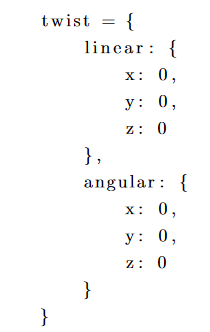 twist = {
    linear: {
        x: 0,
        y: 0,
        z: 0
    },
    angular: {
        x: 0,
        y: 0,
        z: 0
    }
}